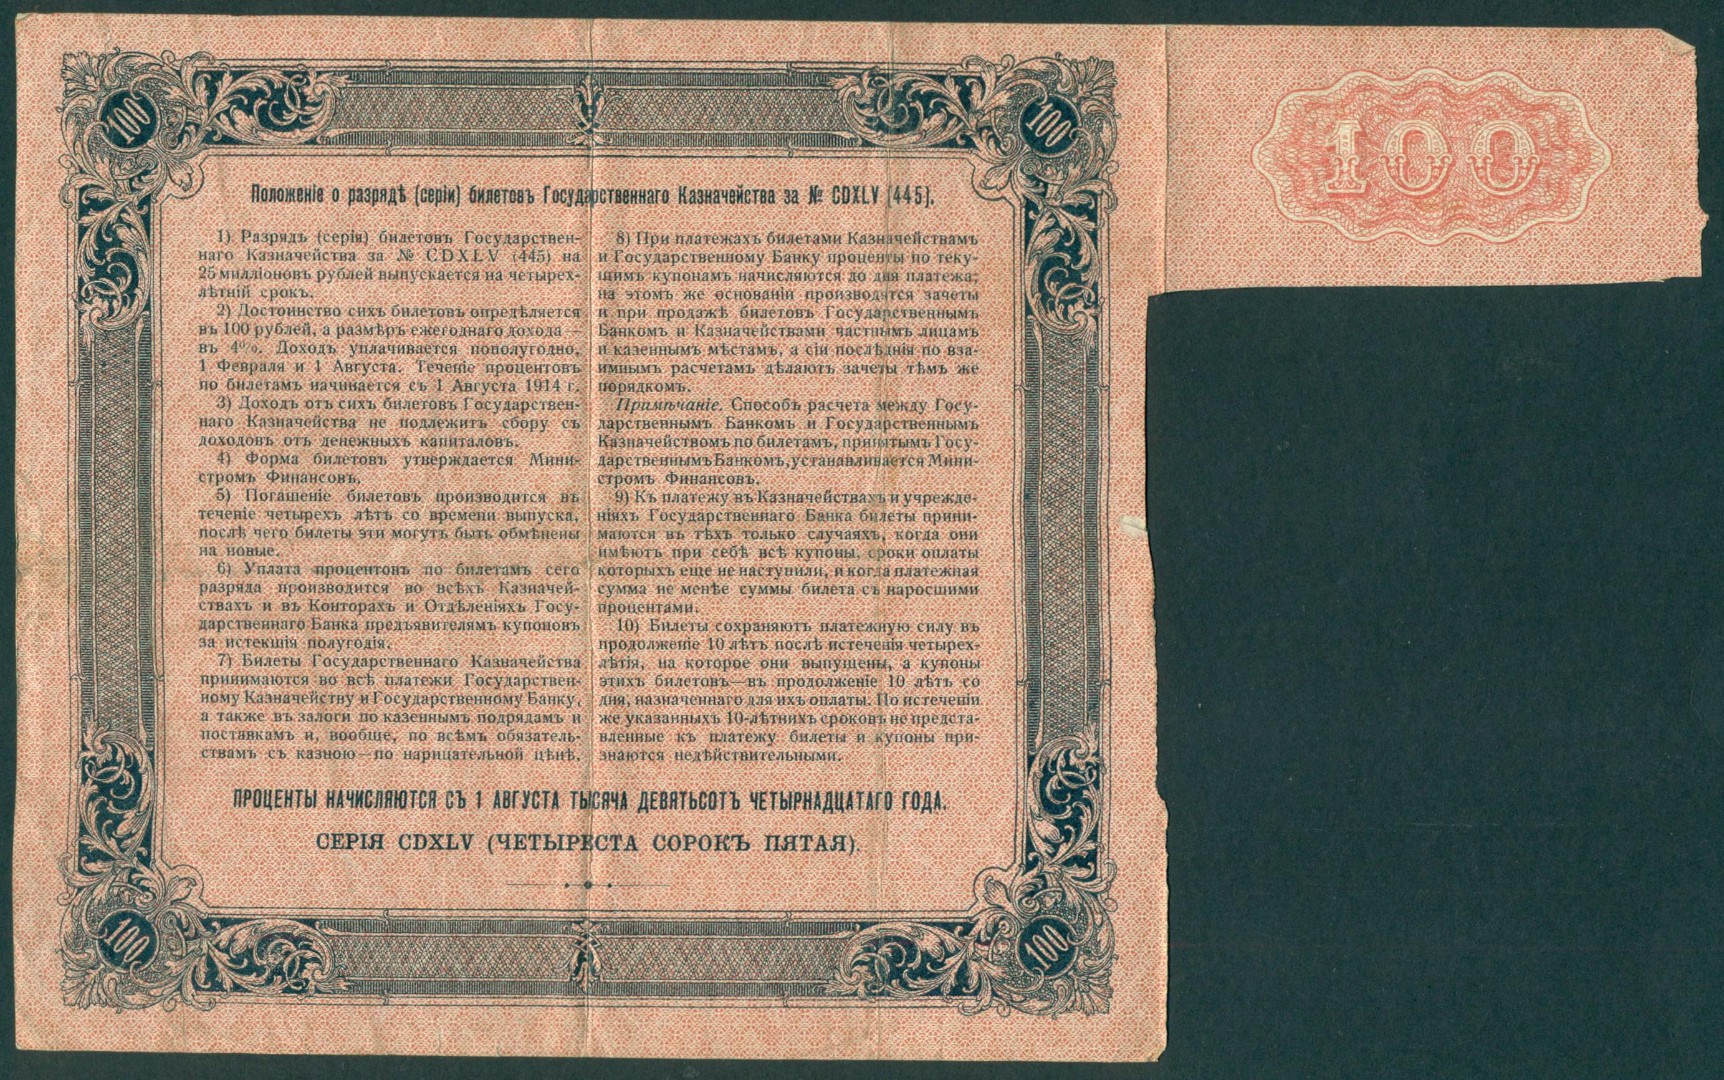 100
100
100
Положеніе о разрядѣ (серіи) билетовъ Государственнаго Казначейства за № CDXLV (445).
1) Разрядъ (серія) билетовъ Государствен-
наго Казначейства за № CDXLV (445) на
25 милліоновъ рублей выпускается на четырех-
лѣтній срокъ.
2) Достоинство сихъ билетовъ опредѣляется
въ 100 рублей, а размѣръ ежегоднаго дохода —
въ 4%. Доходъ уплачивается пополугодно,
1 Февраля и 1 Августа. Теченіе процентовъ
по билетамъ начинается съ 1 Августа 1914 г.
3) Доходъ отъ сихъ билетовъ Государствен-
наго Казначейства не подлежитъ сбору съ
доходовъ отъ денежныхъ капиталовъ.
4) Форма билетовъ утверждается Мини-
стромъ Финансовъ.
5) Погашеніе билетовъ производится въ
теченіе четырехъ лѣтъ со времени выпуска,
послѣ чего билеты эти могутъ быть обмѣнены
на новые.
6) Уплата процентовъ по билетамъ сего
разряда производится во всѣхъ Казначей-
ствахъ и въ Конторахъ и Отдѣленіяхъ Госу-
дарственнаго Банка предъявителямъ купоновъ
за истекшія полугодія.
7) Билеты Государственнаго Казначейства
принимаются во всѣ платежи Государствен-
ному Казначейству и Государственному Банку,
а также въ залоги по казеннымъ подрядамъ и
поставкамъ и, вообще, по всѣмъ обязатель-
ствамъ съ казною—по нарицательной цѣнѣ.
8) При платежахъ билетами Казначействамъ
и Государственному Банку проценты по теку-
щимъ купонамъ начисляются до дня платежа;
на этомъ же основаніи производятся зачеты
и при продажѣ билетовъ Государственнымъ
Банкомъ и Казначействами частнымъ лицамъ
и казеннымъ мѣстамъ, а сіи послѣднія по вза-
имнымъ расчетамъ дѣлаютъ зачеты тѣмъ же
порядкомъ.
Примѣчаніе. Способъ расчета между Госу-
дарственнымъ Банкомъ и Государственнымъ
Казначействомъ по билетамъ, принятымъ Госу-
дарственнымъ Банкомъ, устанавливается Мини-
стромъ Финансовъ.
9) Къ платежу въ Казначействахъ и учрежде-
ніяхъ Государственнаго Банка билеты прини-
маются въ тѣхъ только случаяхъ, когда они
имѣютъ при себѣ всѣ купоны, сроки оплаты
которыхъ еще не наступили, и когда платежная
сумма не менѣе суммы билета съ наросшими
процентами.
10) Билеты сохраняютъ платежную силу въ
продолженіе 10 лѣтъ послѣ истеченія четырех-
лѣтія, на которое они выпущены, а купоны
этихъ билетовъ—въ продолженіе 10 лѣтъ со
дня, назначеннаго для ихъ оплаты. По истеченіи
же указанныхъ 10-лѣтнихъ сроковъ не предста-
вленные къ платежу билеты и купоны при-
знаются недѣйствительными.
ПРОЦЕНТЫ НАЧИСЛЯЮТСЯ СЪ 1 АВГУСТА ТЫСЯЧА ДЕВЯТЬСОТЪ ЧЕТЫРНАДЦАТАГО ГОДА.
СЕРІЯ CDXLV (ЧЕТЫРЕСТА СОРОКЪ ПЯТАЯ).
100
100